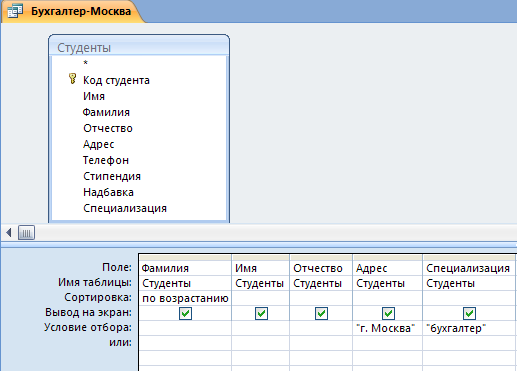 Бухгалтер-Москва
Студенты
*
Код студента
Имя
Фамилия
Отчество
Адрес
Телефон
Стипендия
Надбавка
Специализация
Поле: Фамилия Имя Отчество Адрес Специализация
Имя таблицы: Студенты Студенты Студенты Студенты Студенты
Сортировка: по возрастанию
Вывод на экран:
Условие отбора: "г. Москва" "бухгалтер"
или: